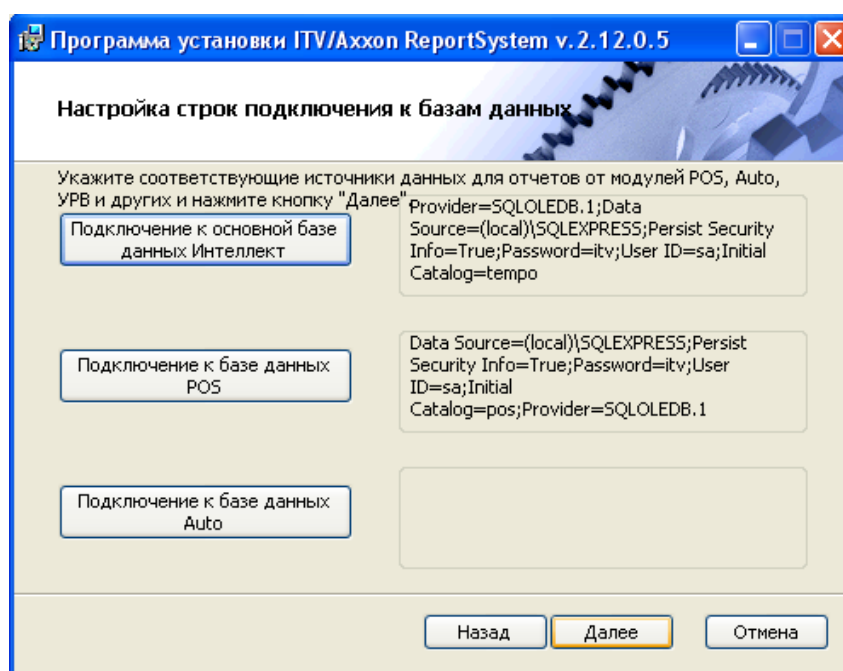 Программа установки ITV/Axxon ReportSystem v.2.12.0.5
Настройка строк подключения к базам данных
Укажите соответствующие источники данных для отчетов от модулей POS, Auto,
УРВ и других и нажмите кнопку "Далее".
Подключение к основной базе
данных Интеллект
Provider=SQLOLEDB.1;Data
Source=(local)\SQLEXPRESS;Persist Security
Info=True;Password=itv;User ID=sa;Initial
Catalog=tempo
Подключение к базе данных
POS
Data Source=(local)\SQLEXPRESS;Persist
Security Info=True;Password=itv;User
ID=sa;Initial
Catalog=pos;Provider=SQLOLEDB.1
Подключение к базе данных
Auto
Назад
Далее
Отмена